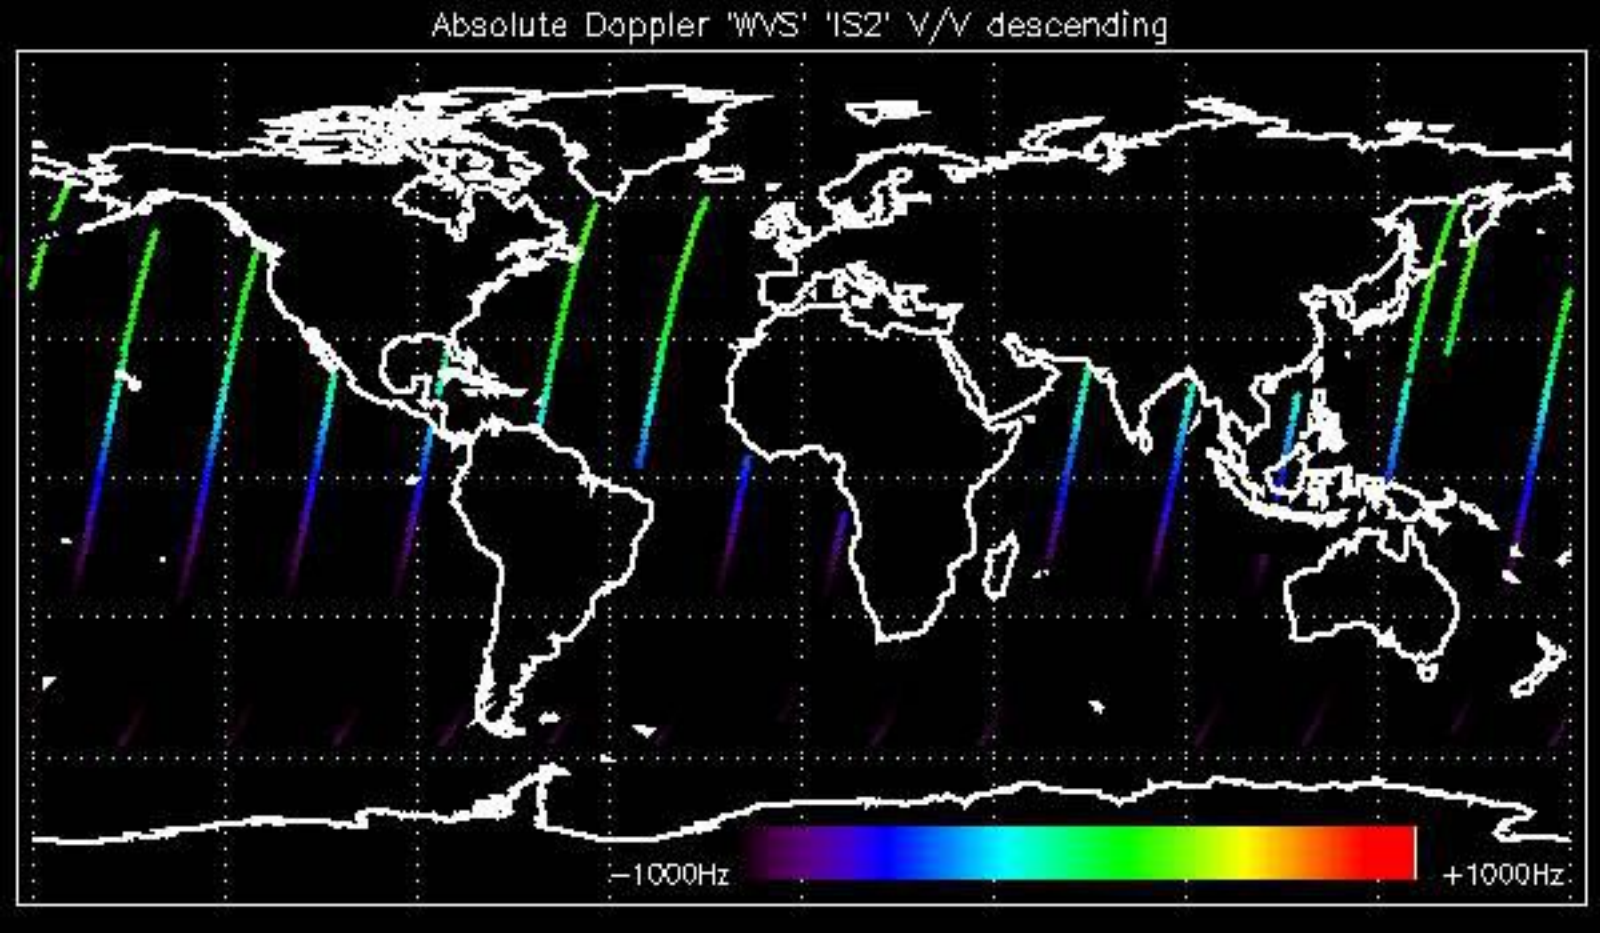 Absolute Doppler 'WVS' 'IS2' V/V descending
−1000Hz +1000Hz